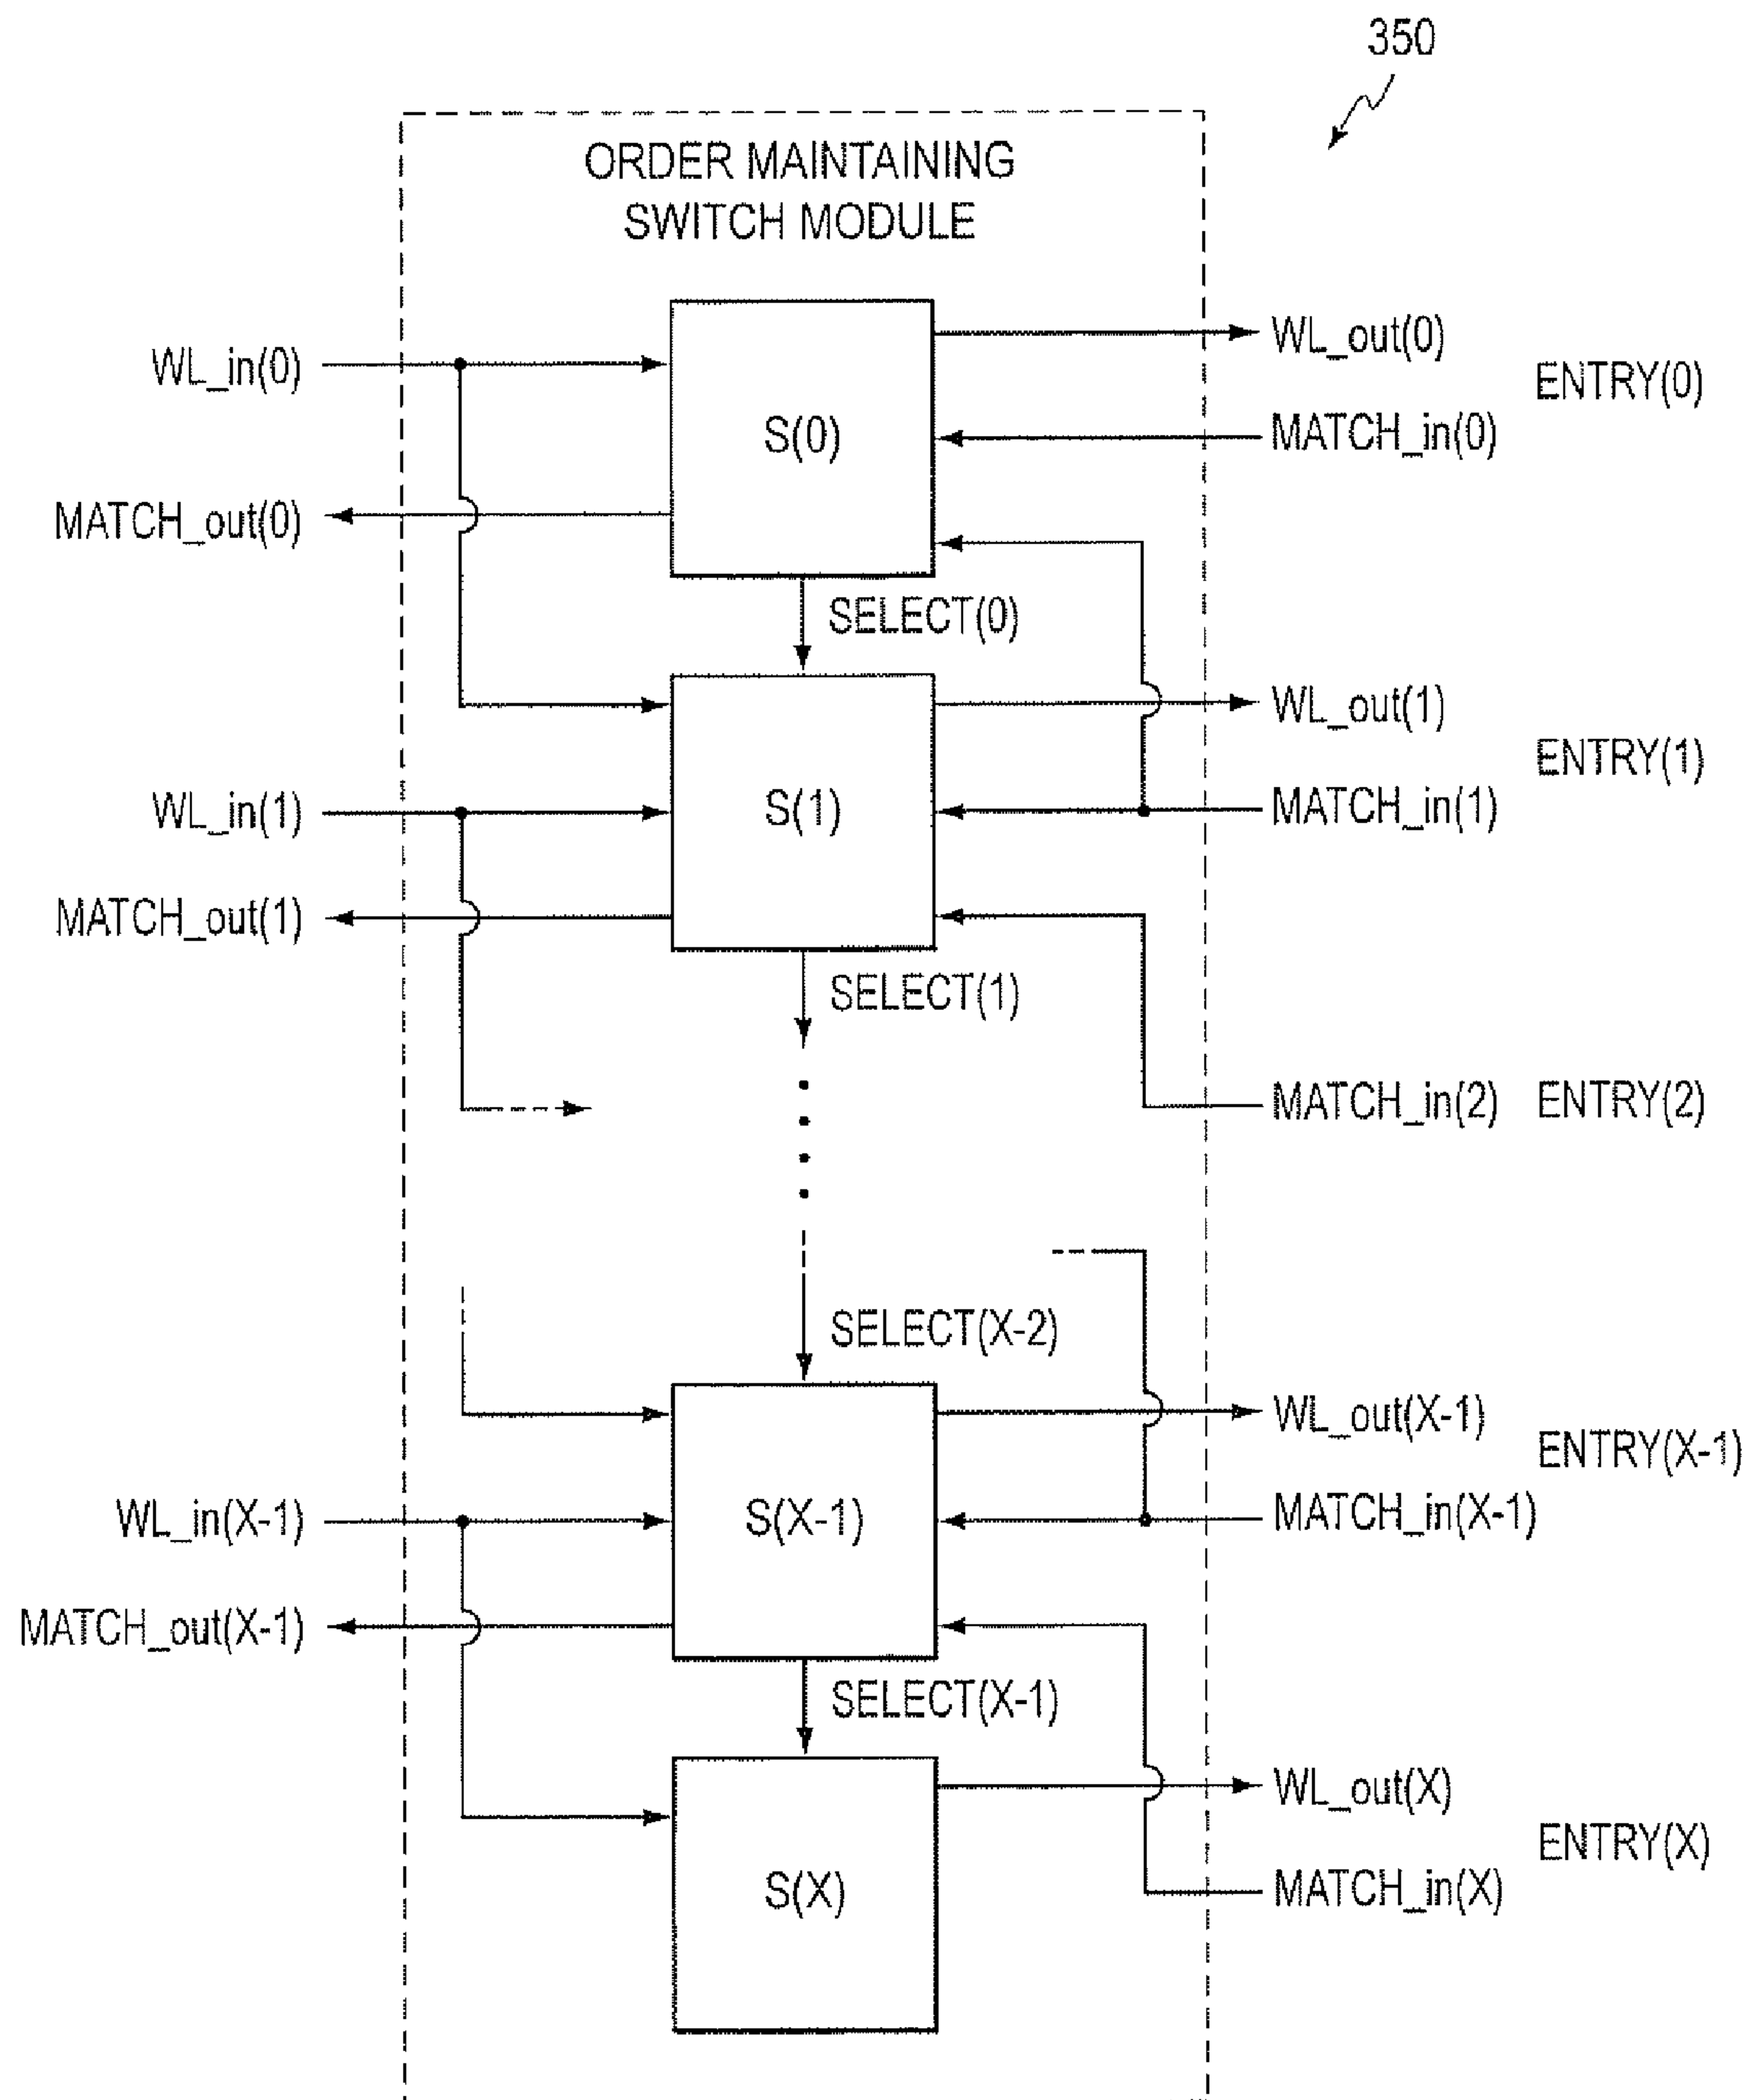 350
ORDER MAINTAINING
SWITCH MODULE
WL_out(0)
WL_in(0)
ENTRY(0)
S(0)
MATCH_in(0)
MATCH_out(0)
SELECT(0)
WL_out(1)
ENTRY(1)
WL_in(1)
S(1)
MATCH_in(1)
MATCH_out(1)
SELECT(1)
MATCH_in(2) ENTRY(2)
SELECT(X-2)
WL_out(X-1)
ENTRY(X-1)
WL_in(X-1)
S(X-1)
MATCH_in(X-1)
MATCH_out(X-1)
SELECT(X-1)
WL_out(X)
ENTRY(X)
S(X)
MATCH_in(X)